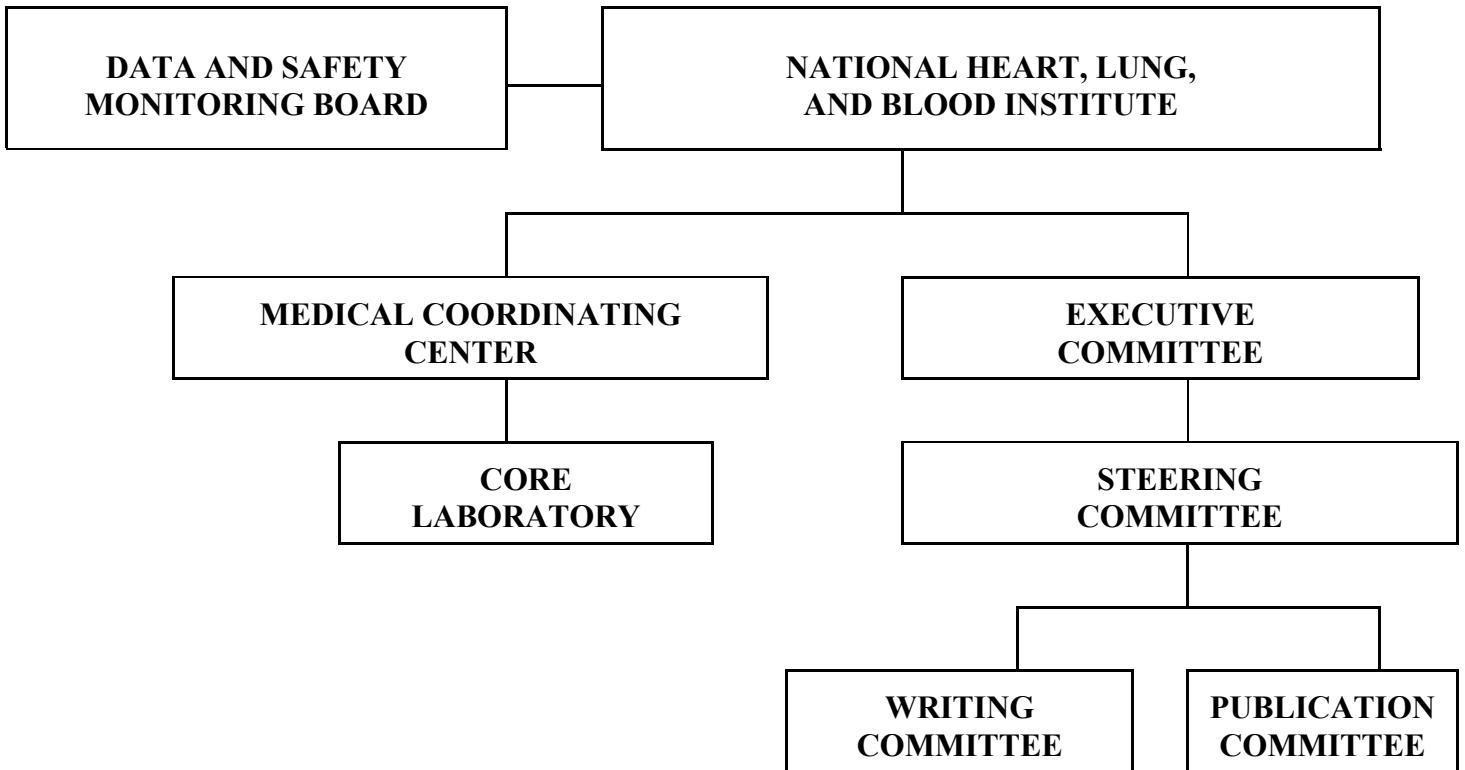 DATA AND SAFETY
MONITORING BOARD
NATIONAL HEART, LUNG,
AND BLOOD INSTITUTE
MEDICAL COORDINATING
CENTER
EXECUTIVE
COMMITTEE
CORE
LABORATORY
STEERING
COMMITTEE
WRITING
COMMITTEE
PUBLICATION
COMMITTEE